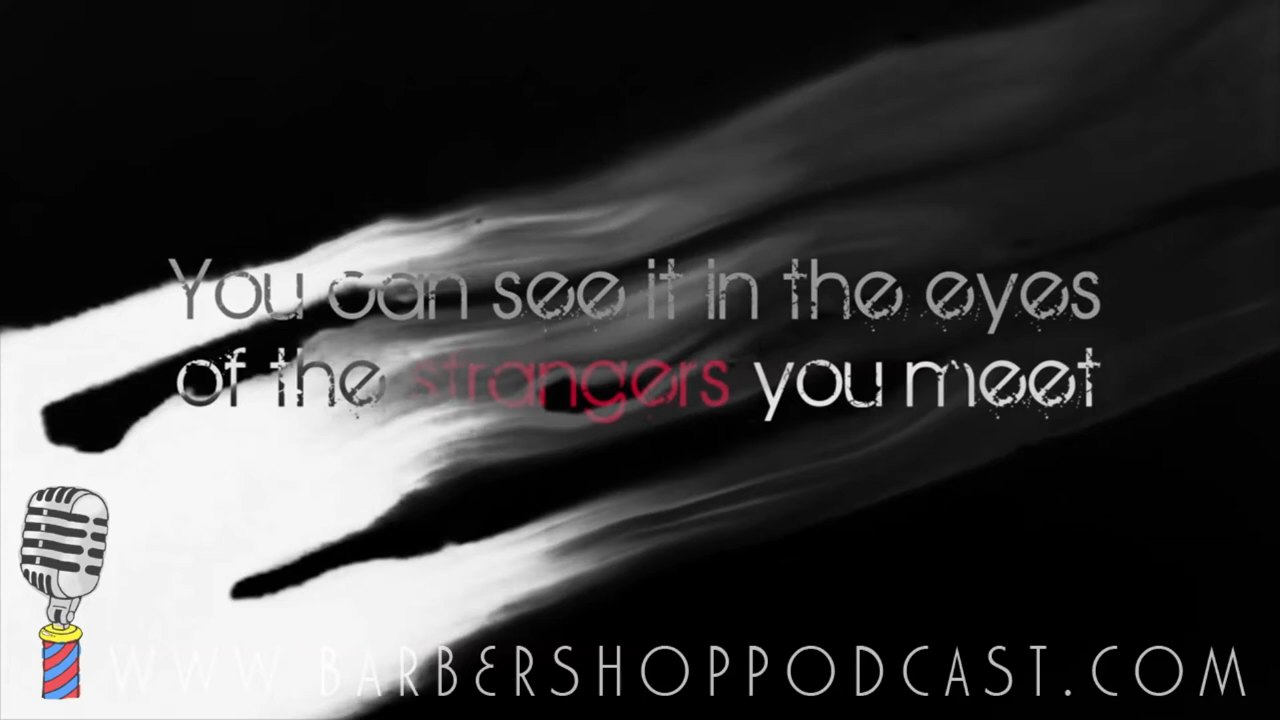 You can see it in the eyes
of the strangers you meet
WWW.BARBERSHOPPODCAST.COM